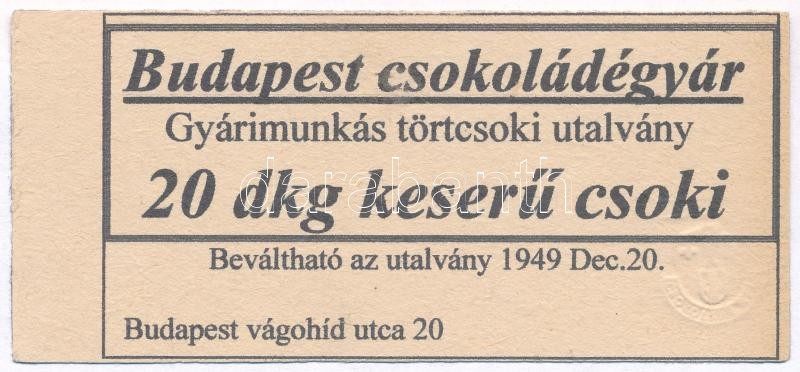 Budapest csokoládégyár
Gyárimunkás törtcsoki utalvány
20 dkg keserű csoki
darabanth
Beváltható az utalvány 1949 Dec.20.
Budapest vágohíd utca 20